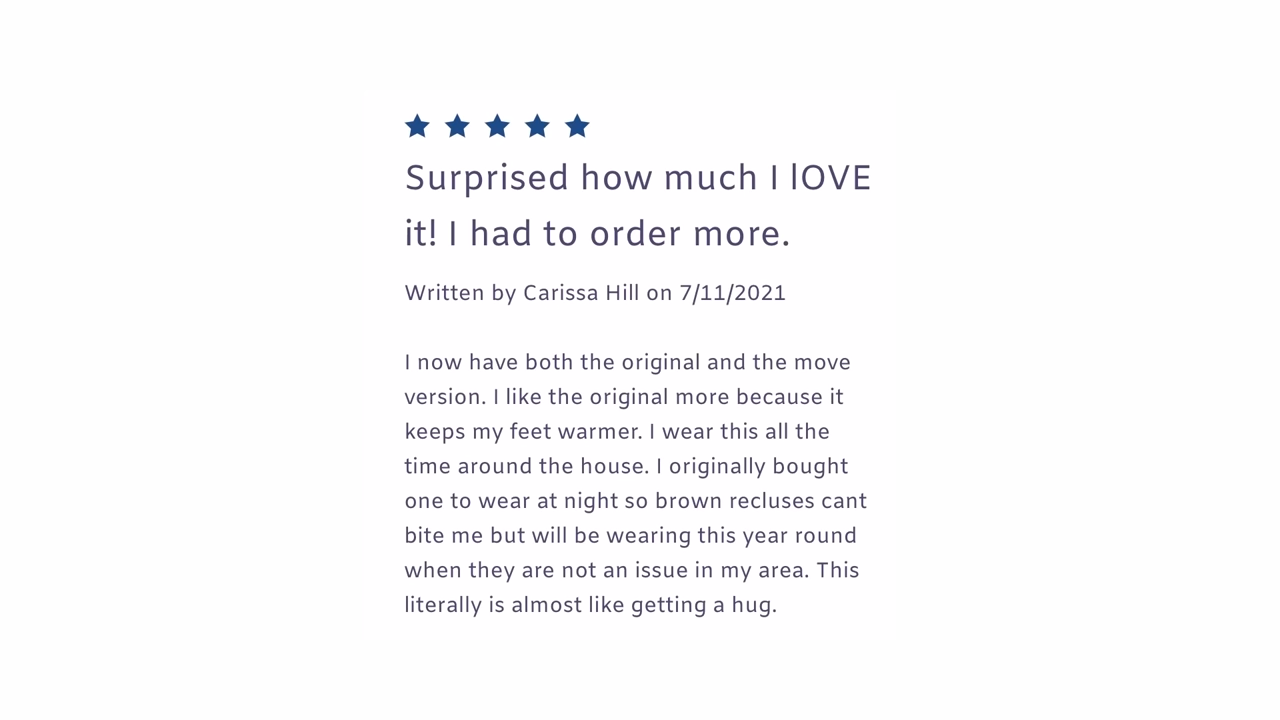 Surprised how much I lOVE
it! I had to order more.
Written by Carissa Hill on 7/11/2021
I now have both the original and the move
version. I like the original more because it
keeps my feet warmer. I wear this all the
time around the house. I originally bought
one to wear at night so brown recluses cant
bite me but will be wearing this year round
when they are not an issue in my area. This
literally is almost like getting a hug.